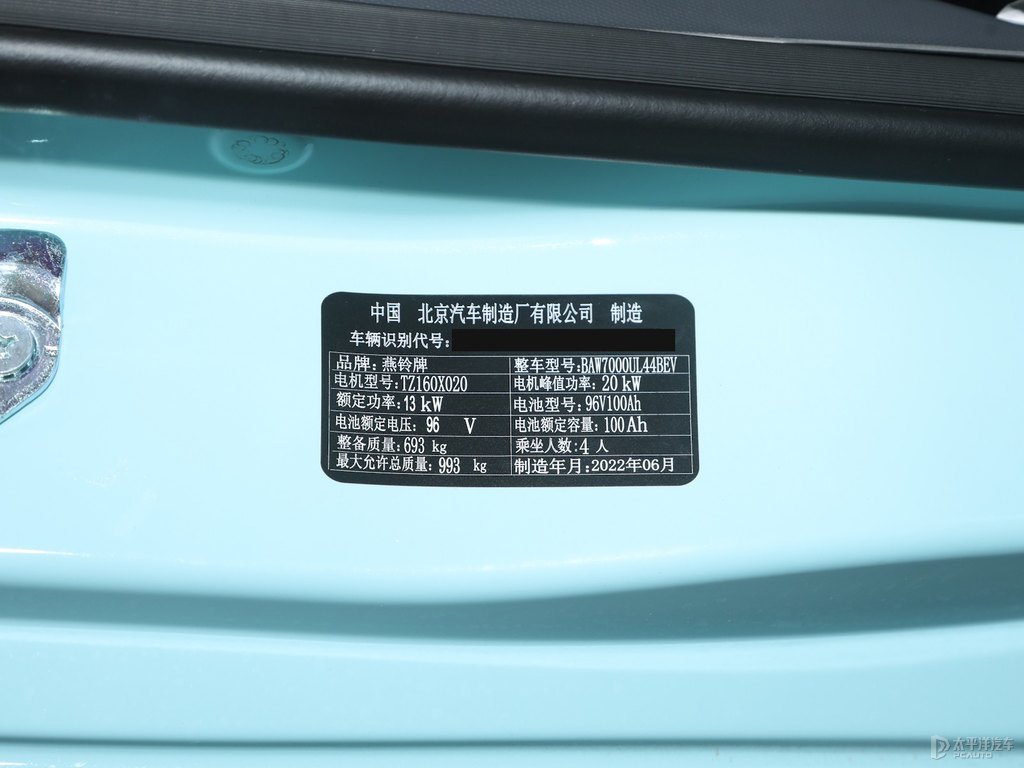 中国 北京汽车制造厂有限公司 制造
车辆识别代号:
品牌: 燕铃牌 整车型号:BAW7000UL44BEV
电机型号:TZ160X020 电机峰值功率: 20 kW
额定功率:13 kW 电池型号:96V100Ah
电池额定电压: 96 V 电池额定容量: 100 Ah
整备质量:693 kg 乘坐人数:4 人
最大允许总质量: 993 kg 制造年月:2022年06月
太平洋汽车
PCAUTO